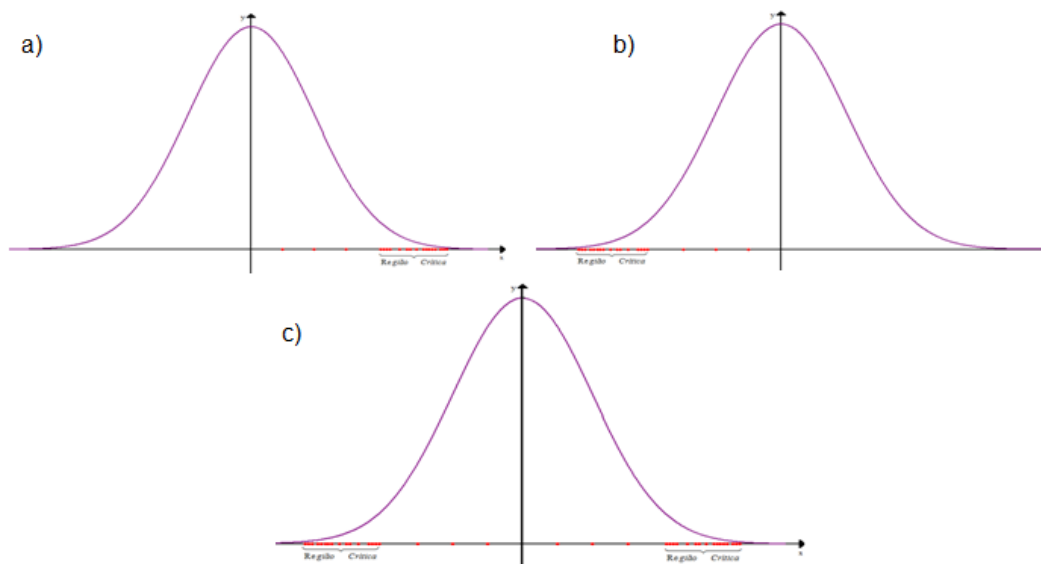 a)
y
Região Crítica
x
b)
y
Região Crítica
c)
y
Região Crítica
Região Crítica
x